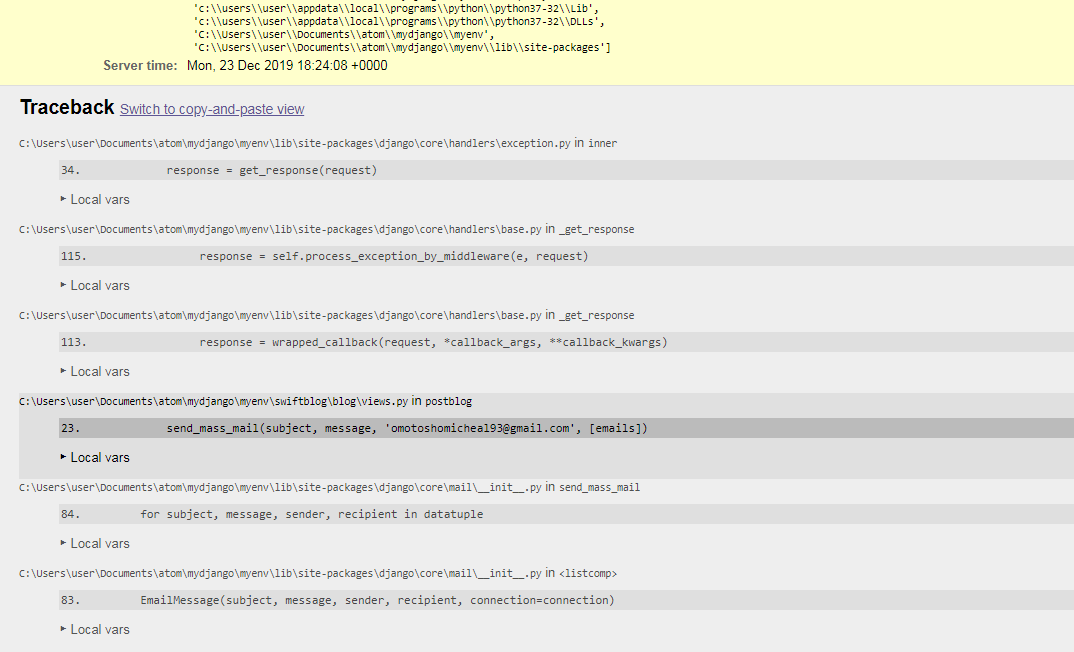 'c:\\users\\user\\appdata\\local\\programs\\python\\python37-32\\Lib',
'c:\\users\\user\\appdata\\local\\programs\\python\\python37-32\\DLLs',
'C:\\Users\\user\\Documents\\atom\\mydjango\\myenv',
'C:\\Users\\user\\Documents\\atom\\mydjango\\myenv\\lib\\site-packages']
Server time: Mon, 23 Dec 2019 18:24:08 +0000
Traceback Switch to copy-and-paste view
C:\Users\user\Documents\atom\mydjango\myenv\lib\site-packages\django\core\handlers\exception.py in inner
34. response = get_response(request)
▶ Local vars
C:\Users\user\Documents\atom\mydjango\myenv\lib\site-packages\django\core\handlers\base.py in _get_response
115. response = self.process_exception_by_middleware(e, request)
▶ Local vars
C:\Users\user\Documents\atom\mydjango\myenv\lib\site-packages\django\core\handlers\base.py in _get_response
113. response = wrapped_callback(request, *callback_args, **callback_kwargs)
▶ Local vars
C:\Users\user\Documents\atom\mydjango\myenv\swiftblog\blog\views.py in postblog
23. send_mass_mail(subject, message, 'omotoshomicheal93@gmail.com', [emails])
▶ Local vars
C:\Users\user\Documents\atom\mydjango\myenv\lib\site-packages\django\core\mail\__init__.py in send_mass_mail
84. for subject, message, sender, recipient in datatuple
▶ Local vars
C:\Users\user\Documents\atom\mydjango\myenv\lib\site-packages\django\core\mail\__init__.py in <listcomp>
83. EmailMessage(subject, message, sender, recipient, connection=connection)
▶ Local vars